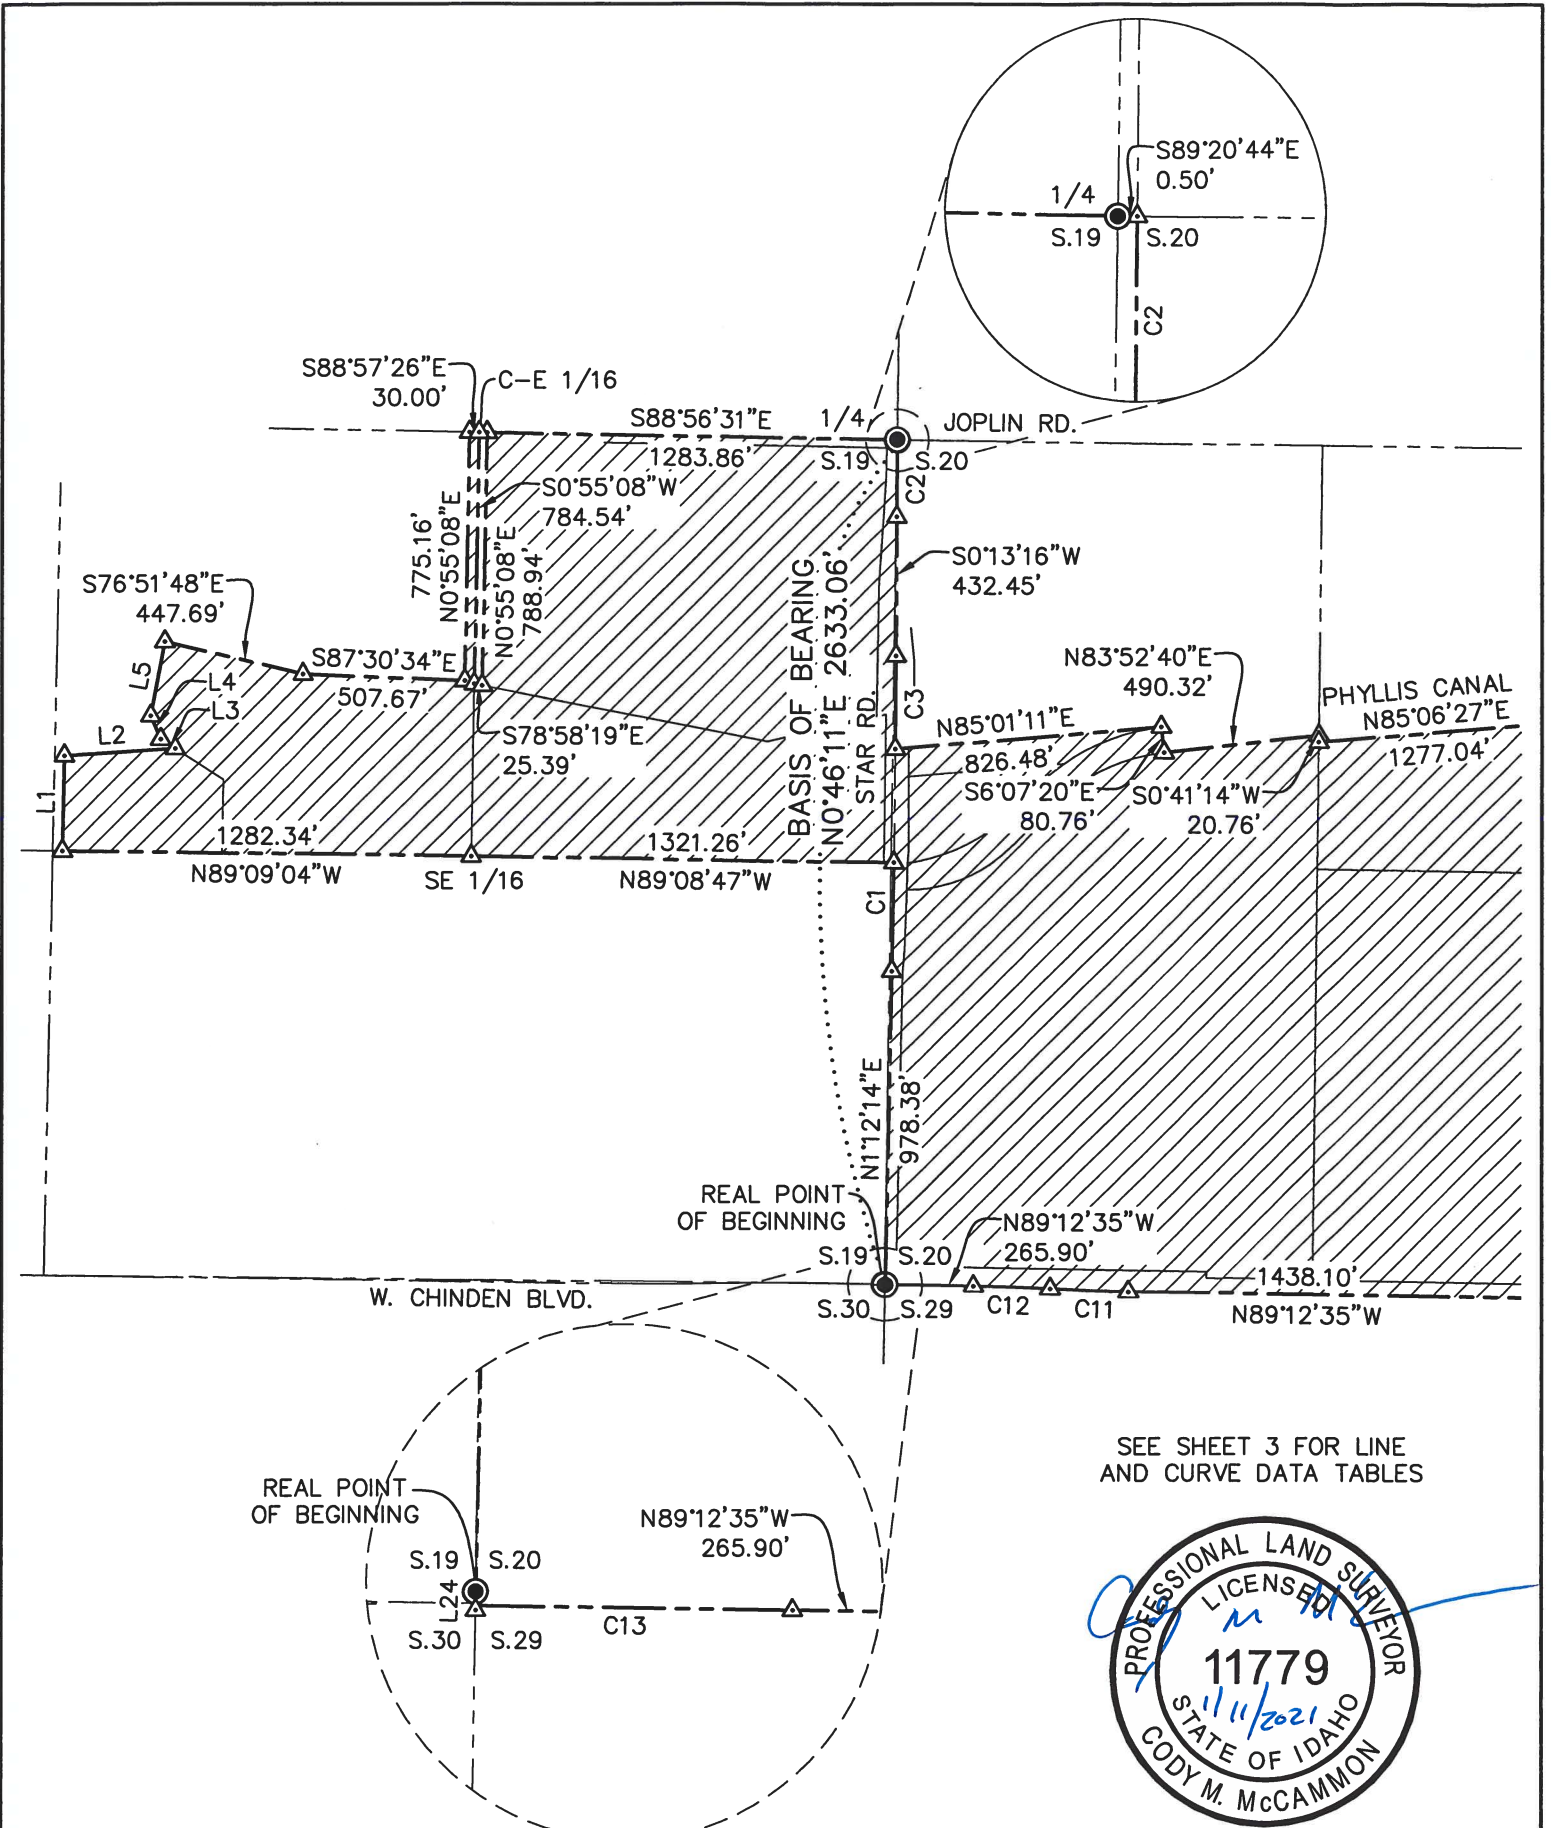 S89°20'44"E
0.50'
1/4
S.19
S.20
C2
S88°57'26"E
30.00'
C-E 1/16
S88°56'31"E
1283.86'
1/4
JOPLIN RD.
S.19
S.20
C2
S0°55'08"W
784.54'
775.16'
N0°55'08"E
N0°55'08"E
788.94'
S0°13'16"W
432.45'
BASIS OF BEARING
N0°46'11"E 2633.06'
STAR RD.
S76°51'48"E
447.69'
L5
L4
L3
L2
L1
S87°30'34"E
507.67'
S78°58'19"E
25.39'
C3
N83°52'40"E
490.32'
N85°01'11"E
826.48'
S6°07'20"E
80.76'
S0°41'14"W
20.76'
PHYLLIS CANAL
N85°06'27"E
1277.04'
1282.34'
N89°09'04"W
SE 1/16
1321.26'
N89°08'47"W
C1
N1°12'14"E
978.38'
REAL POINT
OF BEGINNING
S.19
S.20
S.30
S.29
N89°12'35"W
265.90'
C12
C11
1438.10'
N89°12'35"W
W. CHINDEN BLVD.
REAL POINT
OF BEGINNING
S.19
S.20
L24
S.30
S.29
C13
N89°12'35"W
265.90'
SEE SHEET 3 FOR LINE
AND CURVE DATA TABLES
PROFESSIONAL LAND SURVEYOR
LICENSED
11779
1/11/2021
STATE OF IDAHO
CODY M. McCAMMON